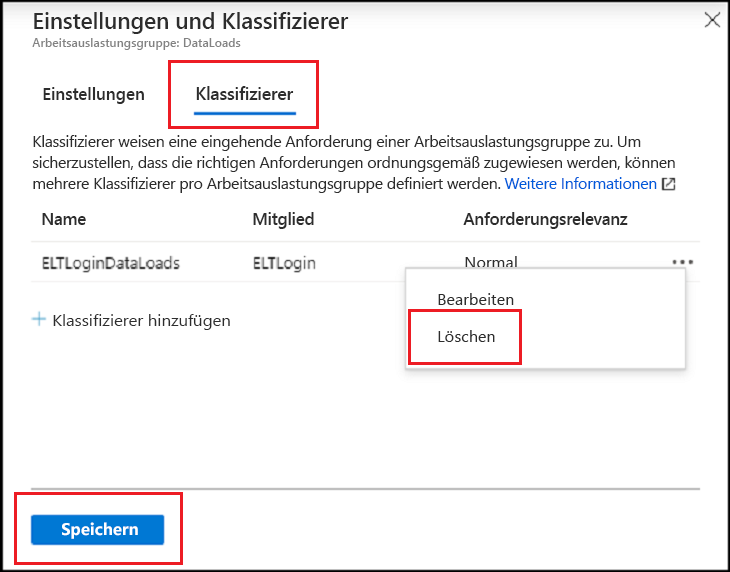 Einstellungen und Klassifizierer
Arbeitsauslastungsgruppe: DataLoads
Einstellungen Klassifizierer
Klassifizierer weisen eine eingehende Anforderung einer Arbeitsauslastungsgruppe zu. Um
sicherzustellen, dass die richtigen Anforderungen ordnungsgemäß zugewiesen werden, können
mehrere Klassifizierer pro Arbeitsauslastungsgruppe definiert werden. Weitere Informationen
Name Mitglied Anforderungsrelevanz
ELTLoginDataLoads ELTLogin Normal ...
Bearbeiten
+ Klassifizierer hinzufügen
Löschen
Speichern